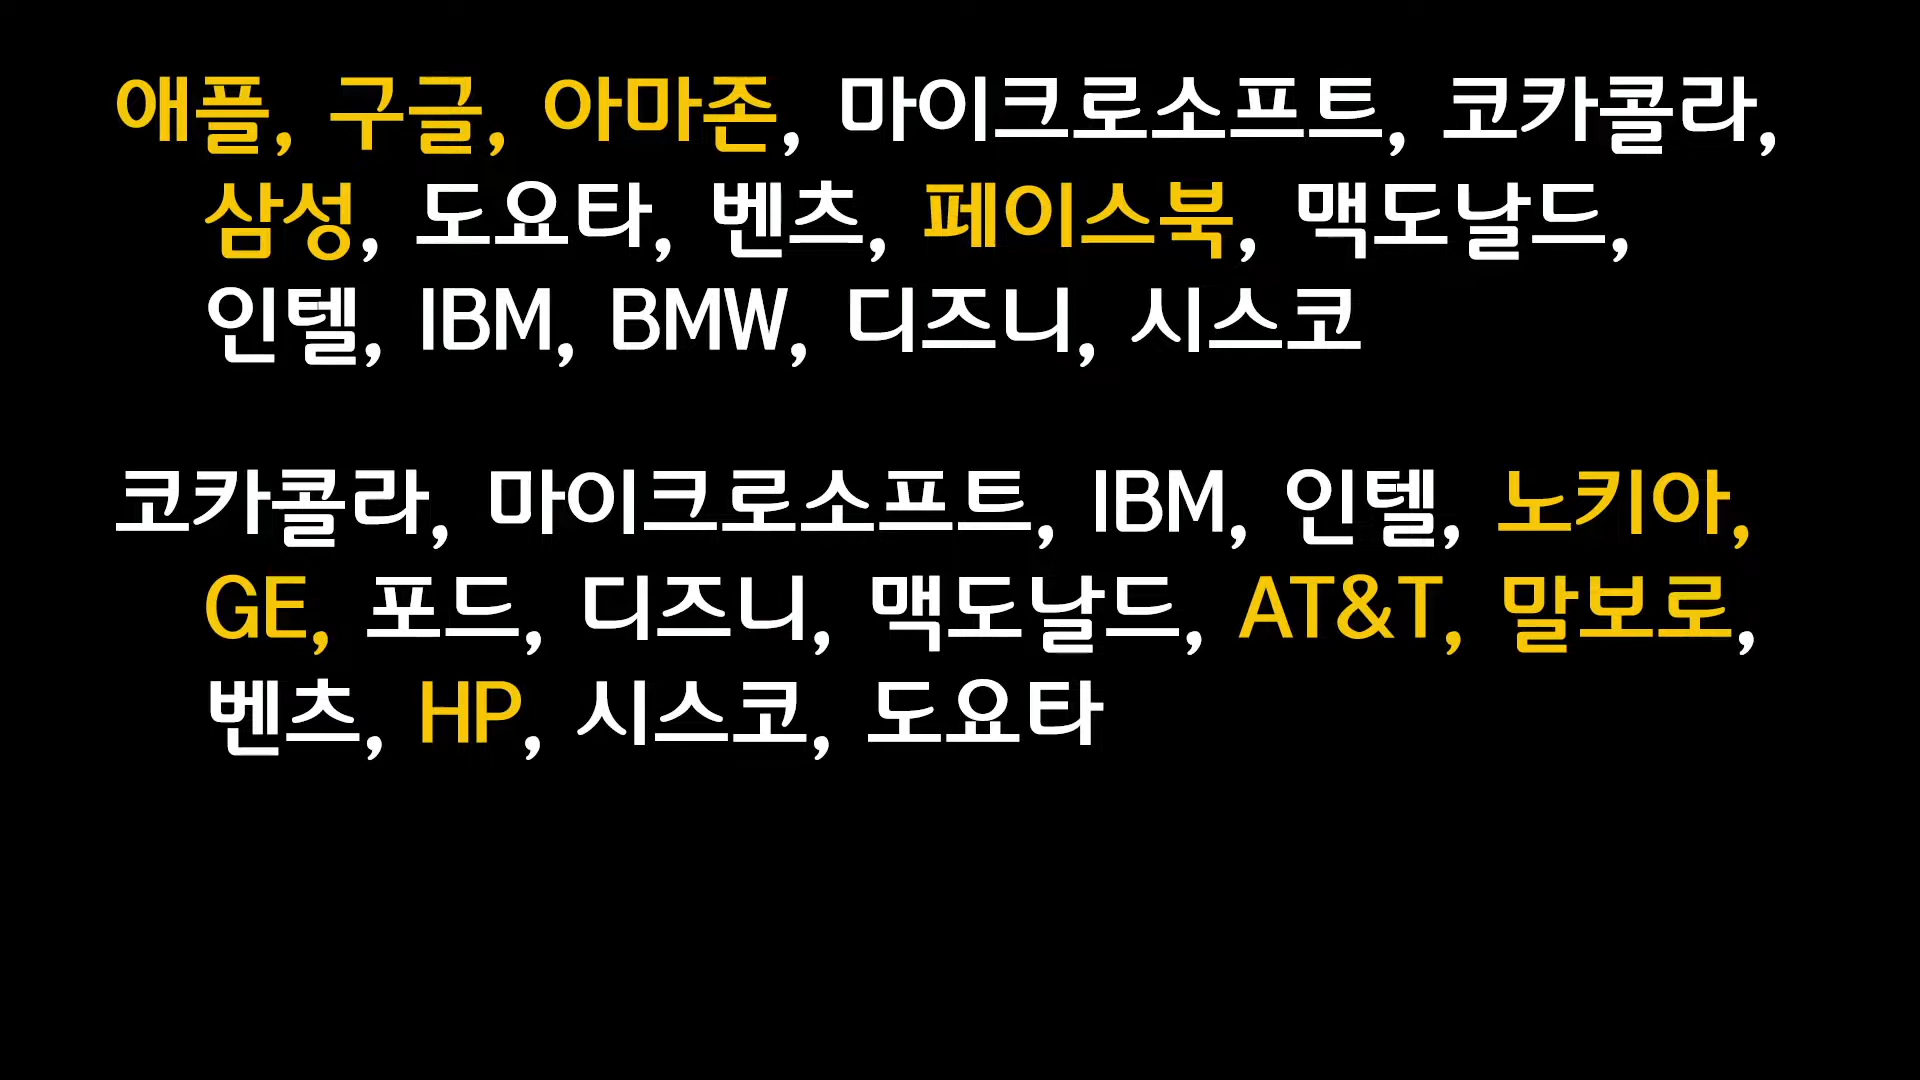 애플, 구글, 아마존, 마이크로소프트, 코카콜라,
삼성, 도요타, 벤츠, 페이스북, 맥도날드,
인텔, IBM, BMW, 디즈니, 시스코
코카콜라, 마이크로소프트, IBM, 인텔, 노키아,
GE, 포드, 디즈니, 맥도날드, AT&T, 말보로,
벤츠, HP, 시스코, 도요타